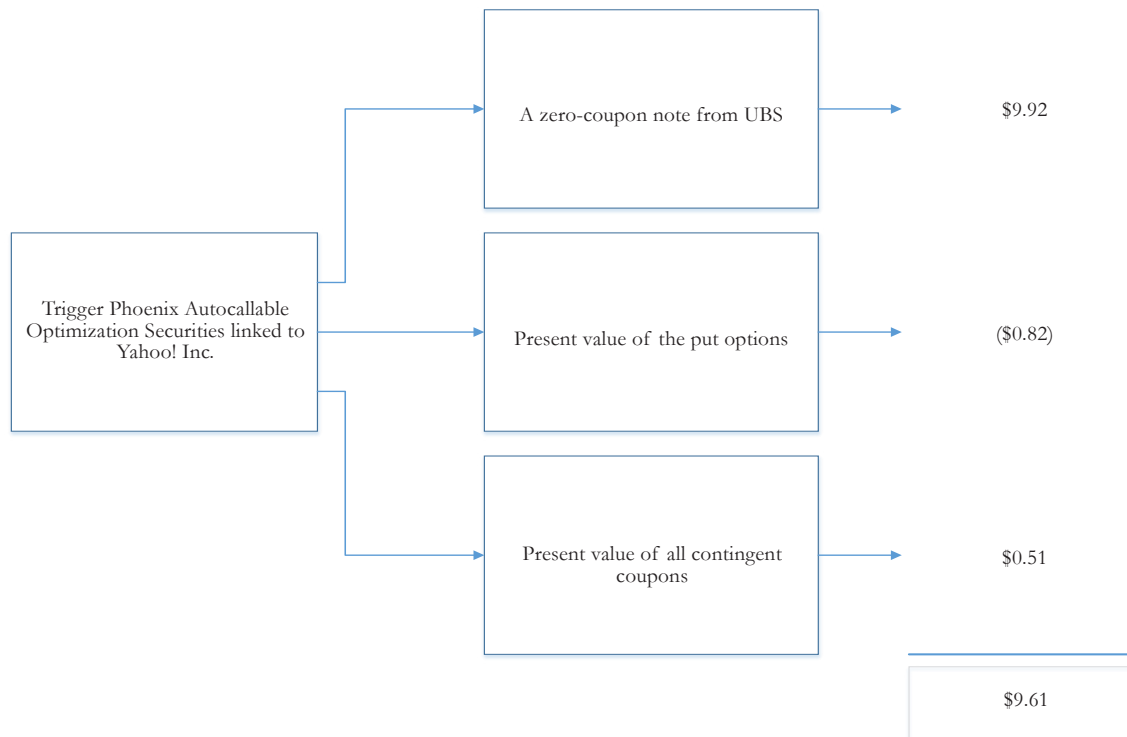 A zero-coupon note from UBS
$9.92
Trigger Phoenix Autocallable
Optimization Securities linked to
Yahoo! Inc.
Present value of the put options
($0.82)
Present value of all contingent
coupons
$0.51
$9.61